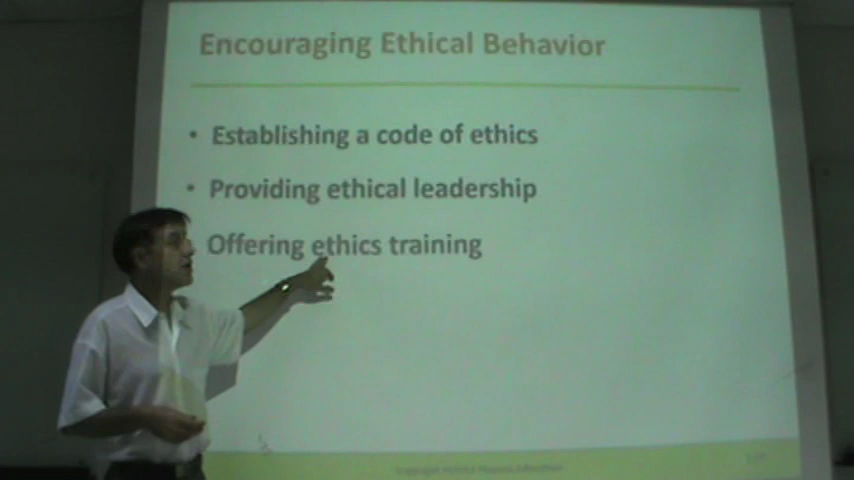 Encouraging Ethical Behavior
• Establishing a code of ethics
• Providing ethical leadership
Offering ethics training